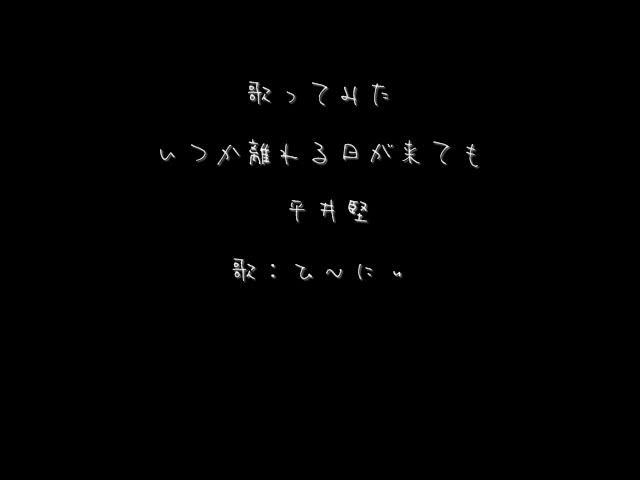 歌ってみた
いつか離れる日が来ても
平井堅
歌：ひ～にぃ